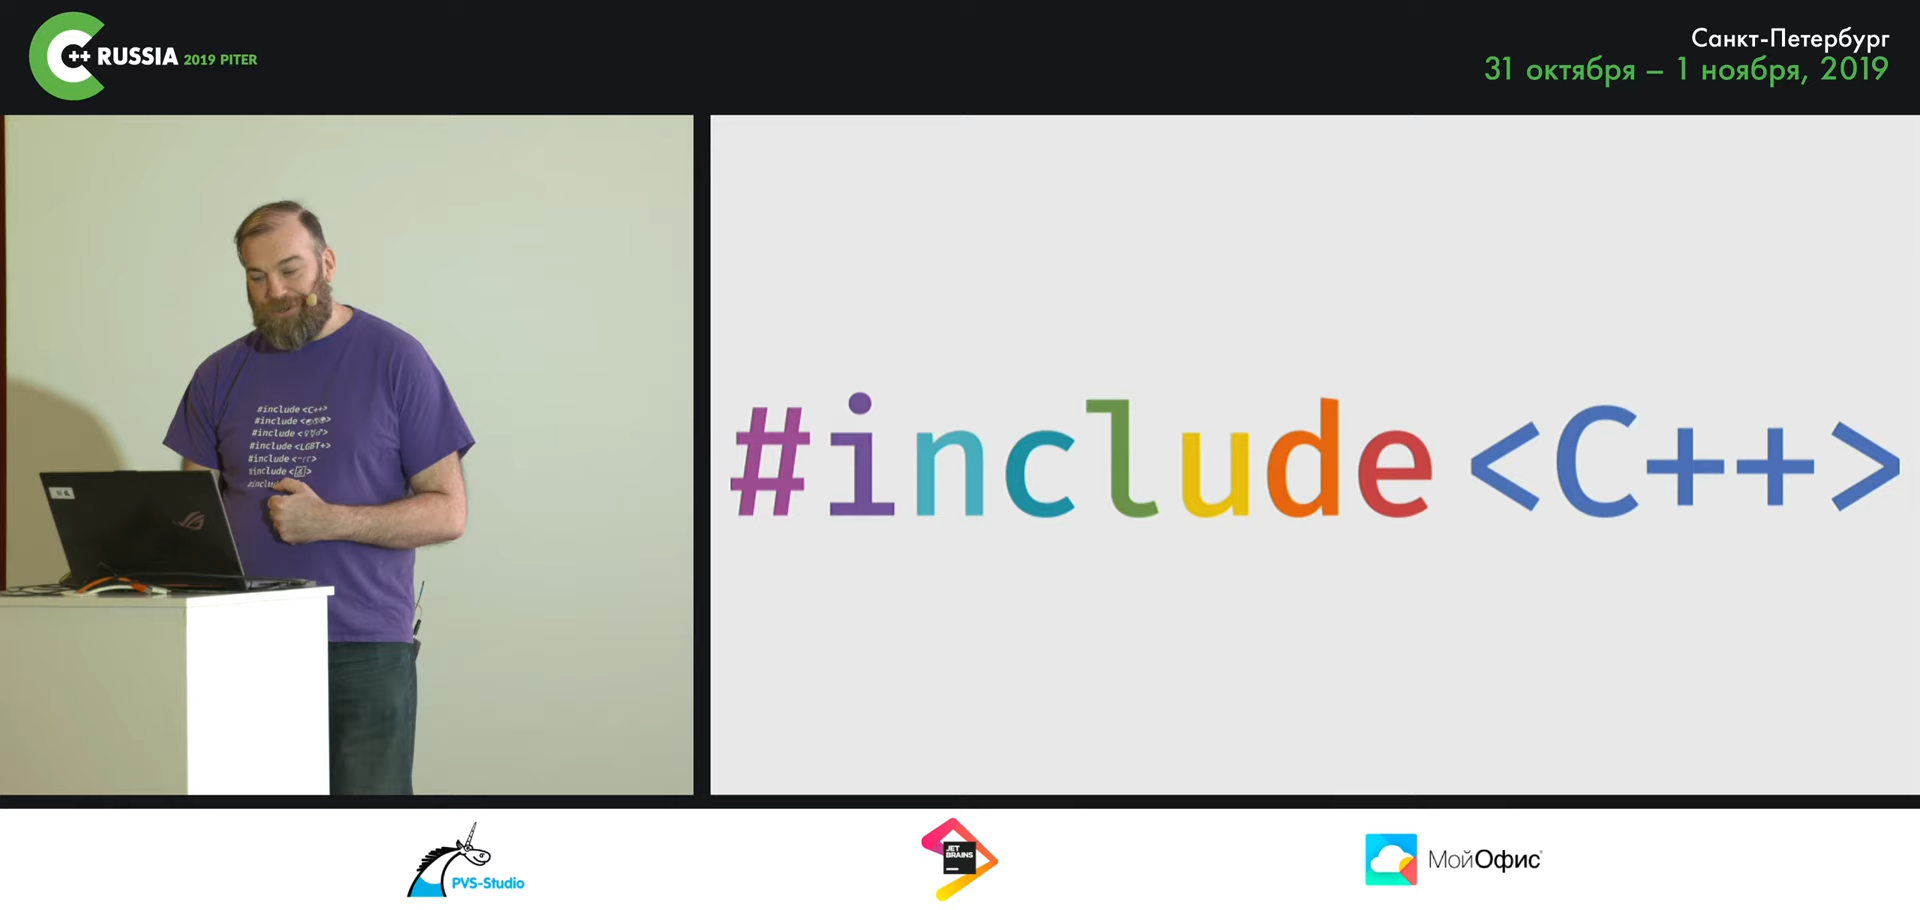 C++ RUSSIA 2019 PITER
Санкт-Петербург
31 октября – 1 ноября, 2019
#include <C++>
#include <C++>
#include
#include
#include <LGBT+>
#include
#include
PVS-Studio
JET
BRAINS
МойОфис